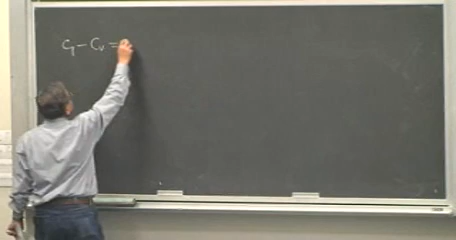 Cp - Cv =